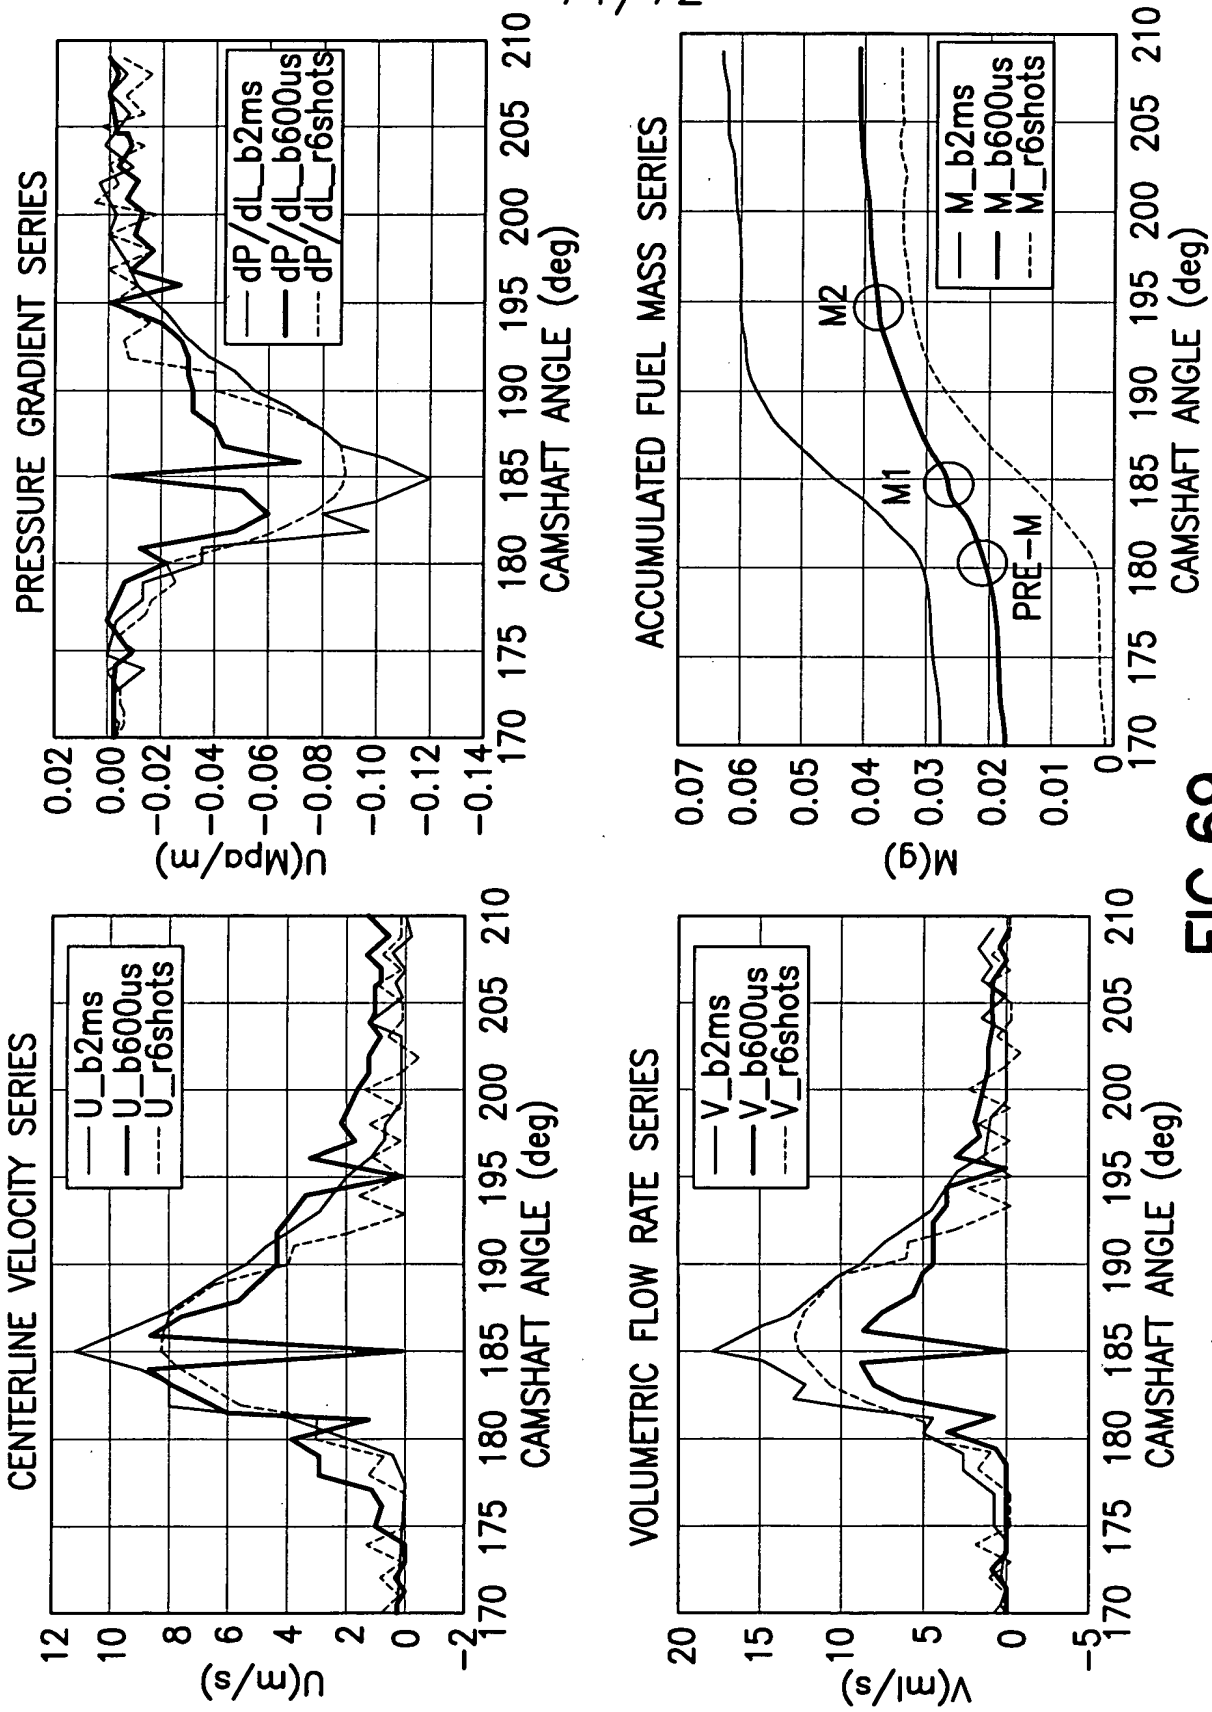 CENTERLINE VELOCITY SERIES
U(m/s)
12
10
8
6
4
2
0
-2
U_b2ms
U_b600us
U_r6shots
170 175 180 185 190 195 200 205 210
CAMSHAFT ANGLE (deg)
PRESSURE GRADIENT SERIES
U(Mpa/m)
0.02
0.00
-0.02
-0.04
-0.06
-0.08
-0.10
-0.12
-0.14
dP/dL_b2ms
dP/dL_b600us
dP/dL_r6shots
170 175 180 185 190 195 200 205 210
CAMSHAFT ANGLE (deg)
VOLUMETRIC FLOW RATE SERIES
V(ml/s)
20
15
10
5
0
-5
V_b2ms
V_b600us
V_r6shots
170 175 180 185 190 195 200 205 210
CAMSHAFT ANGLE (deg)
ACCUMULATED FUEL MASS SERIES
M(g)
0.07
0.06
0.05
0.04
0.03
0.02
0.01
0
PRE-M
M1
M2
M_b2ms
M_b600us
M_r6shots
170 175 180 185 190 195 200 205 210
CAMSHAFT ANGLE (deg)